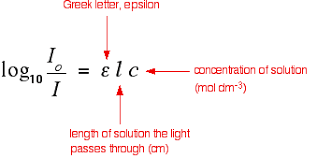 Greek letter, epsilon
log₁₀ Iₒ/I = ε l c
concentration of solution
(mol dm⁻³)
length of solution the light
passes through (cm)